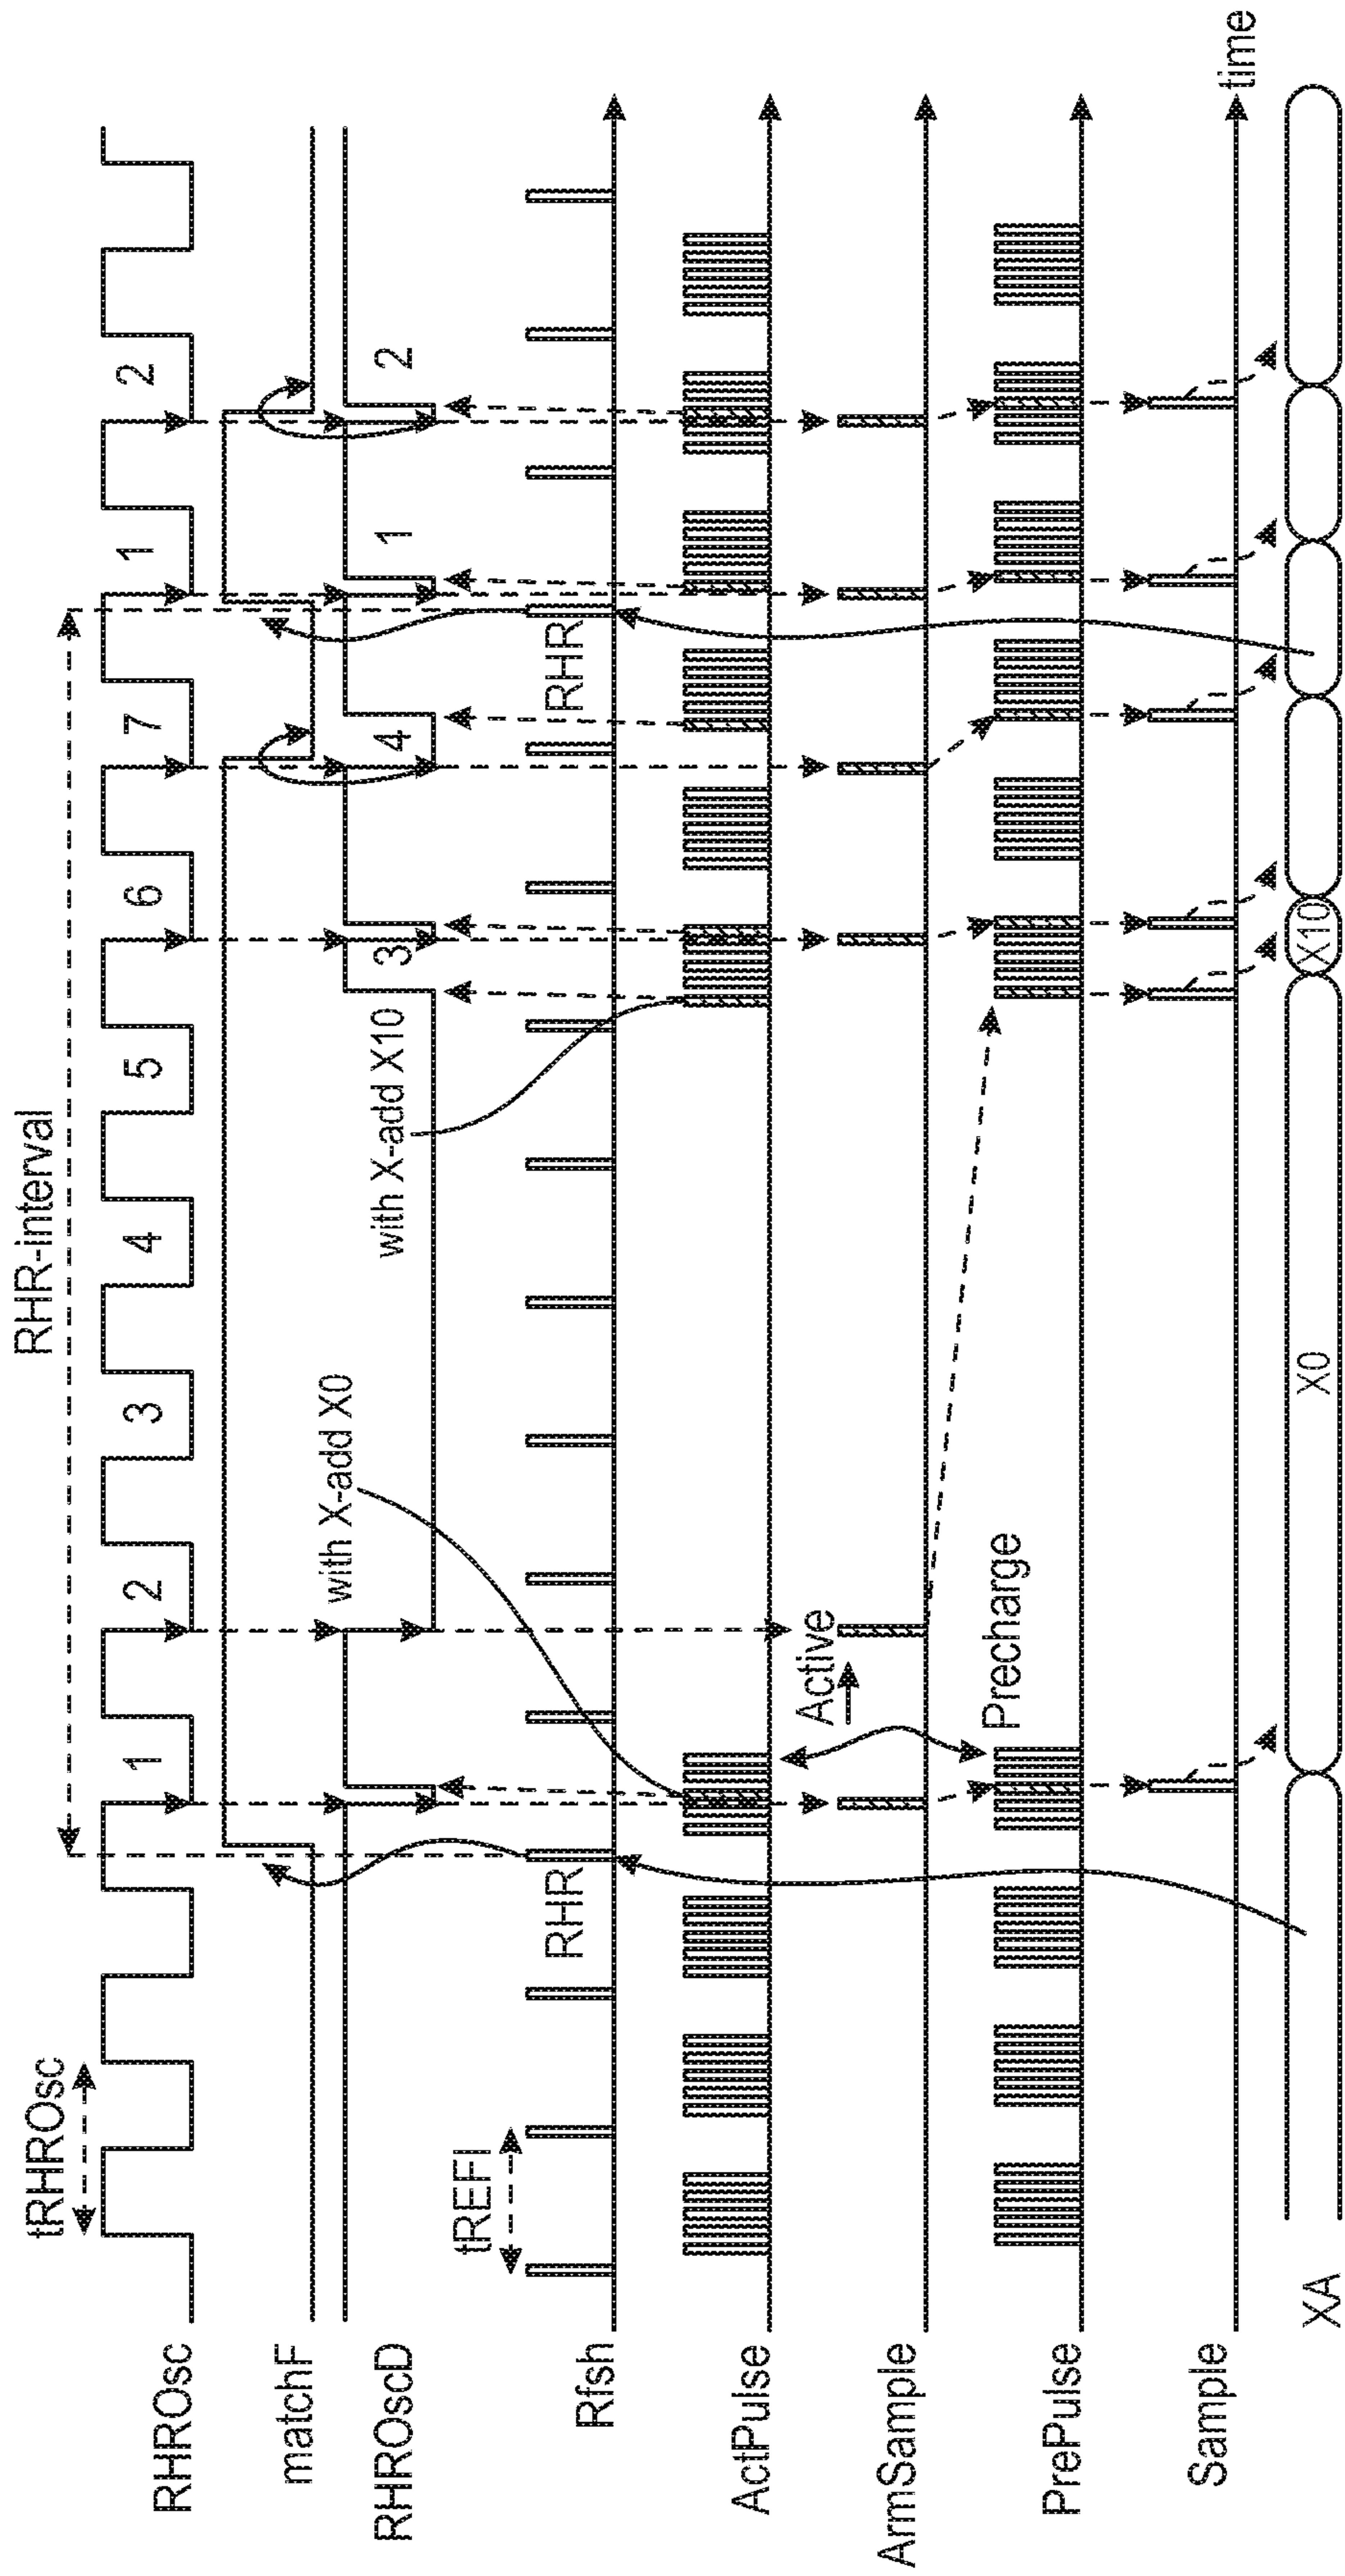 RHR-interval
tRHROsc
RHROsc
1 2 3 4 5 6 7 1 2
matchF
with X-add X0
with X-add X10
RHROscD
3 4 1 2
tREFI
RHR
RHR
Rfsh
ActPulse
Active
ArmSample
Precharge
PrePulse
Sample
time
XA
X0
X10